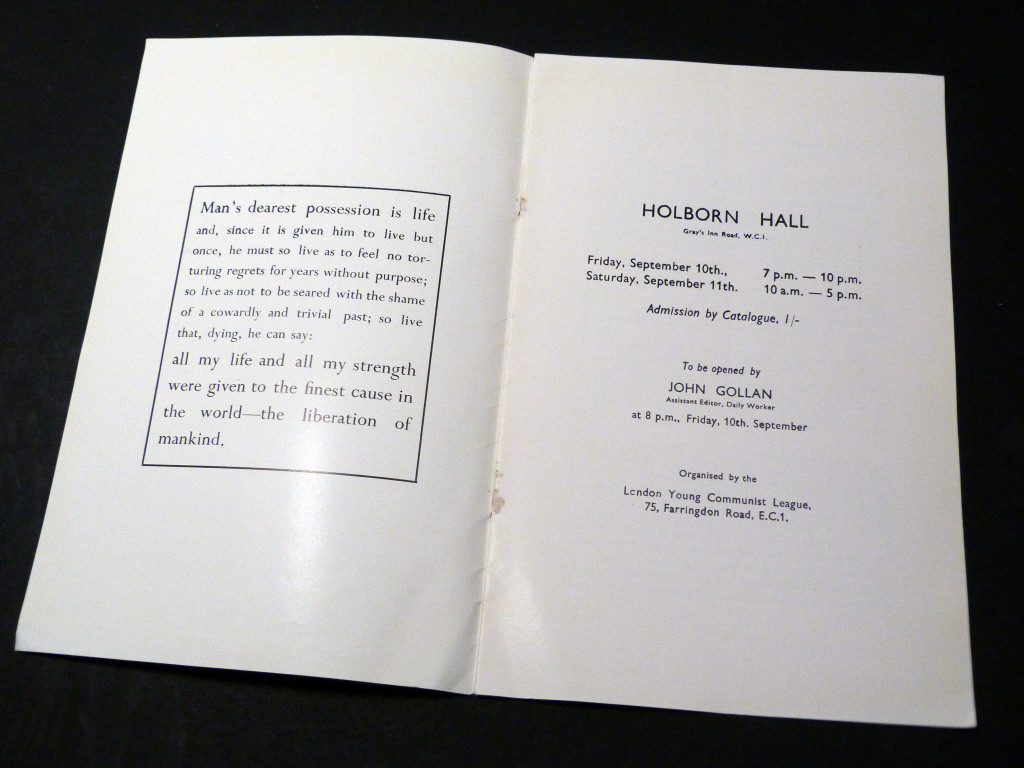 Man's dearest possession is life
and, since it is given him to live but
once, he must so live as to feel no tor-
turing regrets for years without purpose;
so live as not to be seared with the shame
of a cowardly and trivial past; so live
that, dying, he can say:
all my life and all my strength
were given to the finest cause in
the world—the liberation of
mankind.
HOLBORN HALL
Gray's Inn Road, W.C.1.
Friday, September 10th., 7 p.m. — 10 p.m.
Saturday, September 11th. 10 a.m. — 5 p.m.
Admission by Catalogue, 1/-
To be opened by
JOHN GOLLAN
Assistant Editor, Daily Worker
at 8 p.m., Friday, 10th. September
Organised by the
London Young Communist League,
75, Farringdon Road, E.C.1.